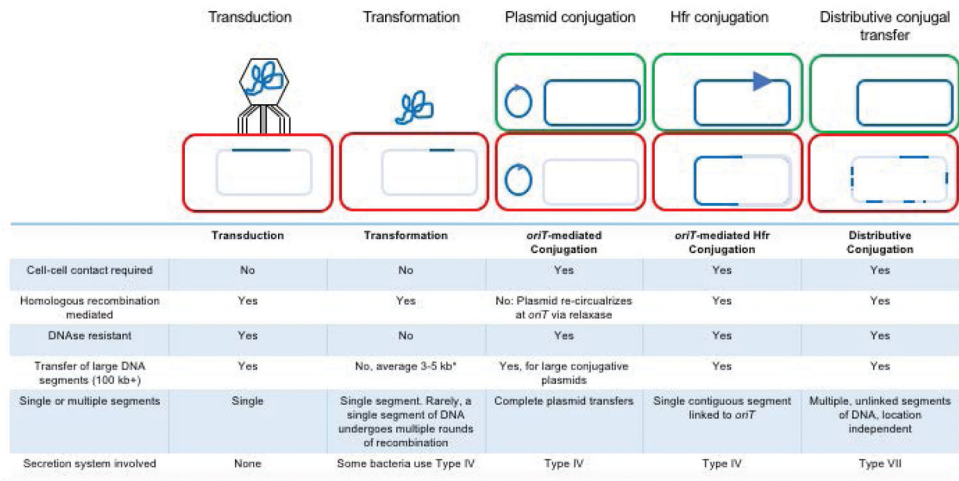 Transduction
Transformation
Plasmid conjugation
Hfr conjugation
Distributive conjugal
transfer
Transduction
Transformation
oriT-mediated
Conjugation
oriT-mediated Hfr
Conjugation
Distributive
Conjugation
Cell-cell contact required
No
No
Yes
Yes
Yes
Homologous recombination
mediated
Yes
Yes
No: Plasmid re-circualrizes
at oriT via relaxase
Yes
Yes
DNAse resistant
Yes
No
Yes
Yes
Yes
Transfer of large DNA
segments (100 kb+)
Yes
No, average 3-5 kb*
Yes, for large conjugative
plasmids
Yes
Yes
Single or multiple segments
Single
Single segment. Rarely, a
single segment of DNA
undergoes multiple rounds
of recombination
Complete plasmid transfers
Single contiguous segment
linked to oriT
Multiple, unlinked segments
of DNA, location
independent
Secretion system involved
None
Some bacteria use Type IV
Type IV
Type IV
Type VII